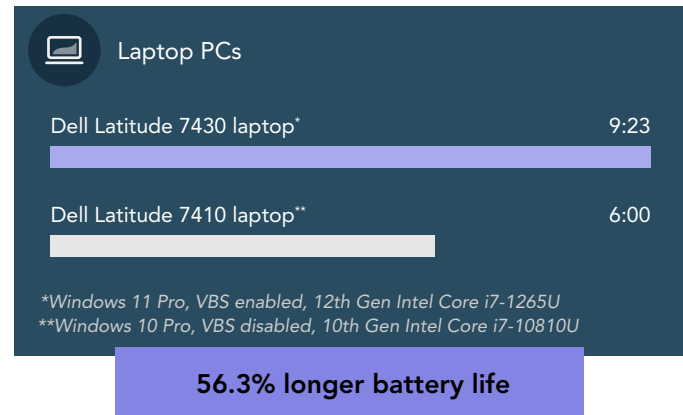 Laptop PCs
Dell Latitude 7430 laptop* 9:23
Dell Latitude 7410 laptop** 6:00
*Windows 11 Pro, VBS enabled, 12th Gen Intel Core i7-1265U
**Windows 10 Pro, VBS disabled, 10th Gen Intel Core i7-10810U
56.3% longer battery life